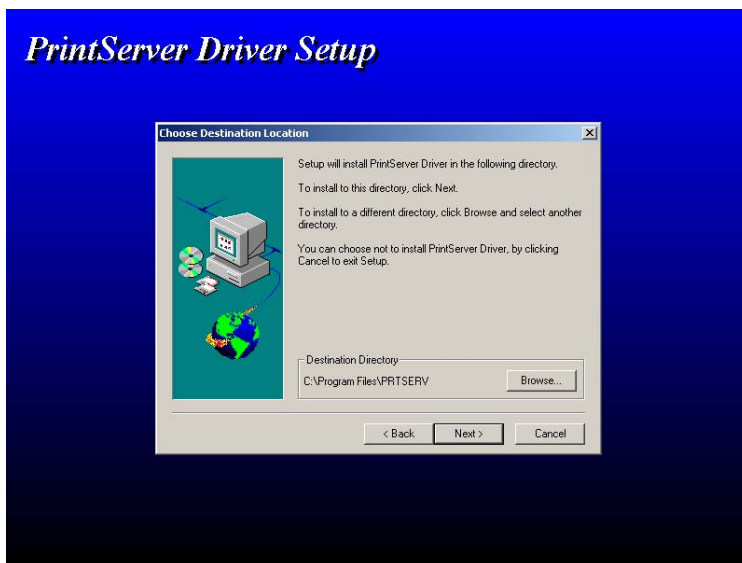 PrintServer Driver Setup
Choose Destination Location
Setup will install PrintServer Driver in the following directory.
To install to this directory, click Next.
To install to a different directory, click Browse and select another
directory.
You can choose not to install PrintServer Driver, by clicking
Cancel to exit Setup.
Destination Directory
C:\Program Files\PRTSERV
Browse...
< Back
Next >
Cancel